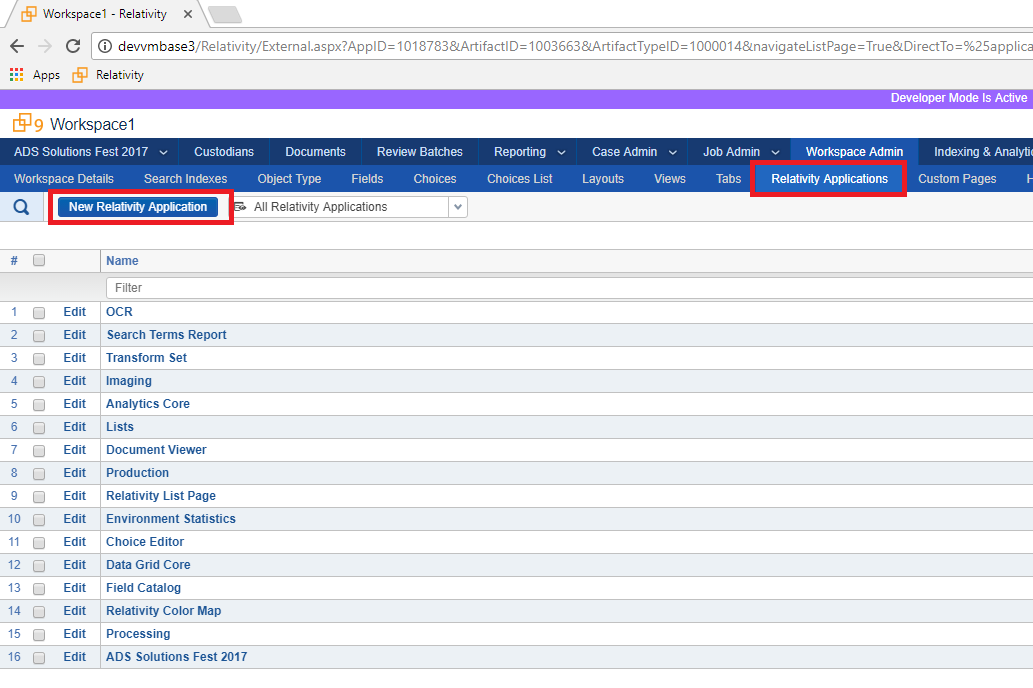 Workspace1 - Relativity
devvmbase3/Relativity/External.aspx?AppID=1018783&ArtifactID=1003663&ArtifactTypeID=1000014&navigateListPage=True&DirectTo=%25applica
Apps Relativity
Developer Mode Is Active
9 Workspace1
ADS Solutions Fest 2017 Custodians Documents Review Batches Reporting Case Admin Job Admin Workspace Admin Indexing & Analytic
Workspace Details Search Indexes Object Type Fields Choices Choices List Layouts Views Tabs Relativity Applications Custom Pages H
New Relativity Application All Relativity Applications
# Name
Filter
1 Edit OCR
2 Edit Search Terms Report
3 Edit Transform Set
4 Edit Imaging
5 Edit Analytics Core
6 Edit Lists
7 Edit Document Viewer
8 Edit Production
9 Edit Relativity List Page
10 Edit Environment Statistics
11 Edit Choice Editor
12 Edit Data Grid Core
13 Edit Field Catalog
14 Edit Relativity Color Map
15 Edit Processing
16 Edit ADS Solutions Fest 2017